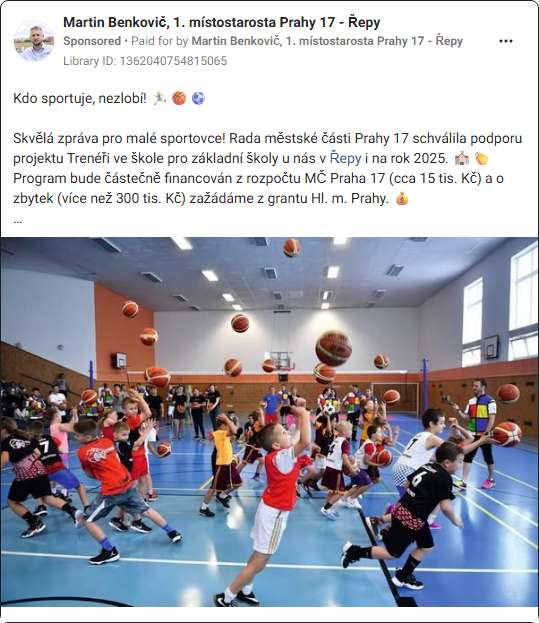 Martin Benkovič, 1. místostarosta Prahy 17 - Řepy
Sponsored • Paid for by Martin Benkovič, 1. místostarosta Prahy 17 - Řepy
Library ID: 1362040754815065
Kdo sportuje, nezlobí! 🏃 🏀 ⚽
Skvělá zpráva pro malé sportovce! Rada městské části Prahy 17 schválila podporu
projektu Trenéři ve škole pro základní školy u nás v Řepy i na rok 2025. 🏫 👏
Program bude částečně financován z rozpočtu MČ Praha 17 (cca 15 tis. Kč) a o
zbytek (více než 300 tis. Kč) zažádáme z grantu Hl. m. Prahy. 💰
...